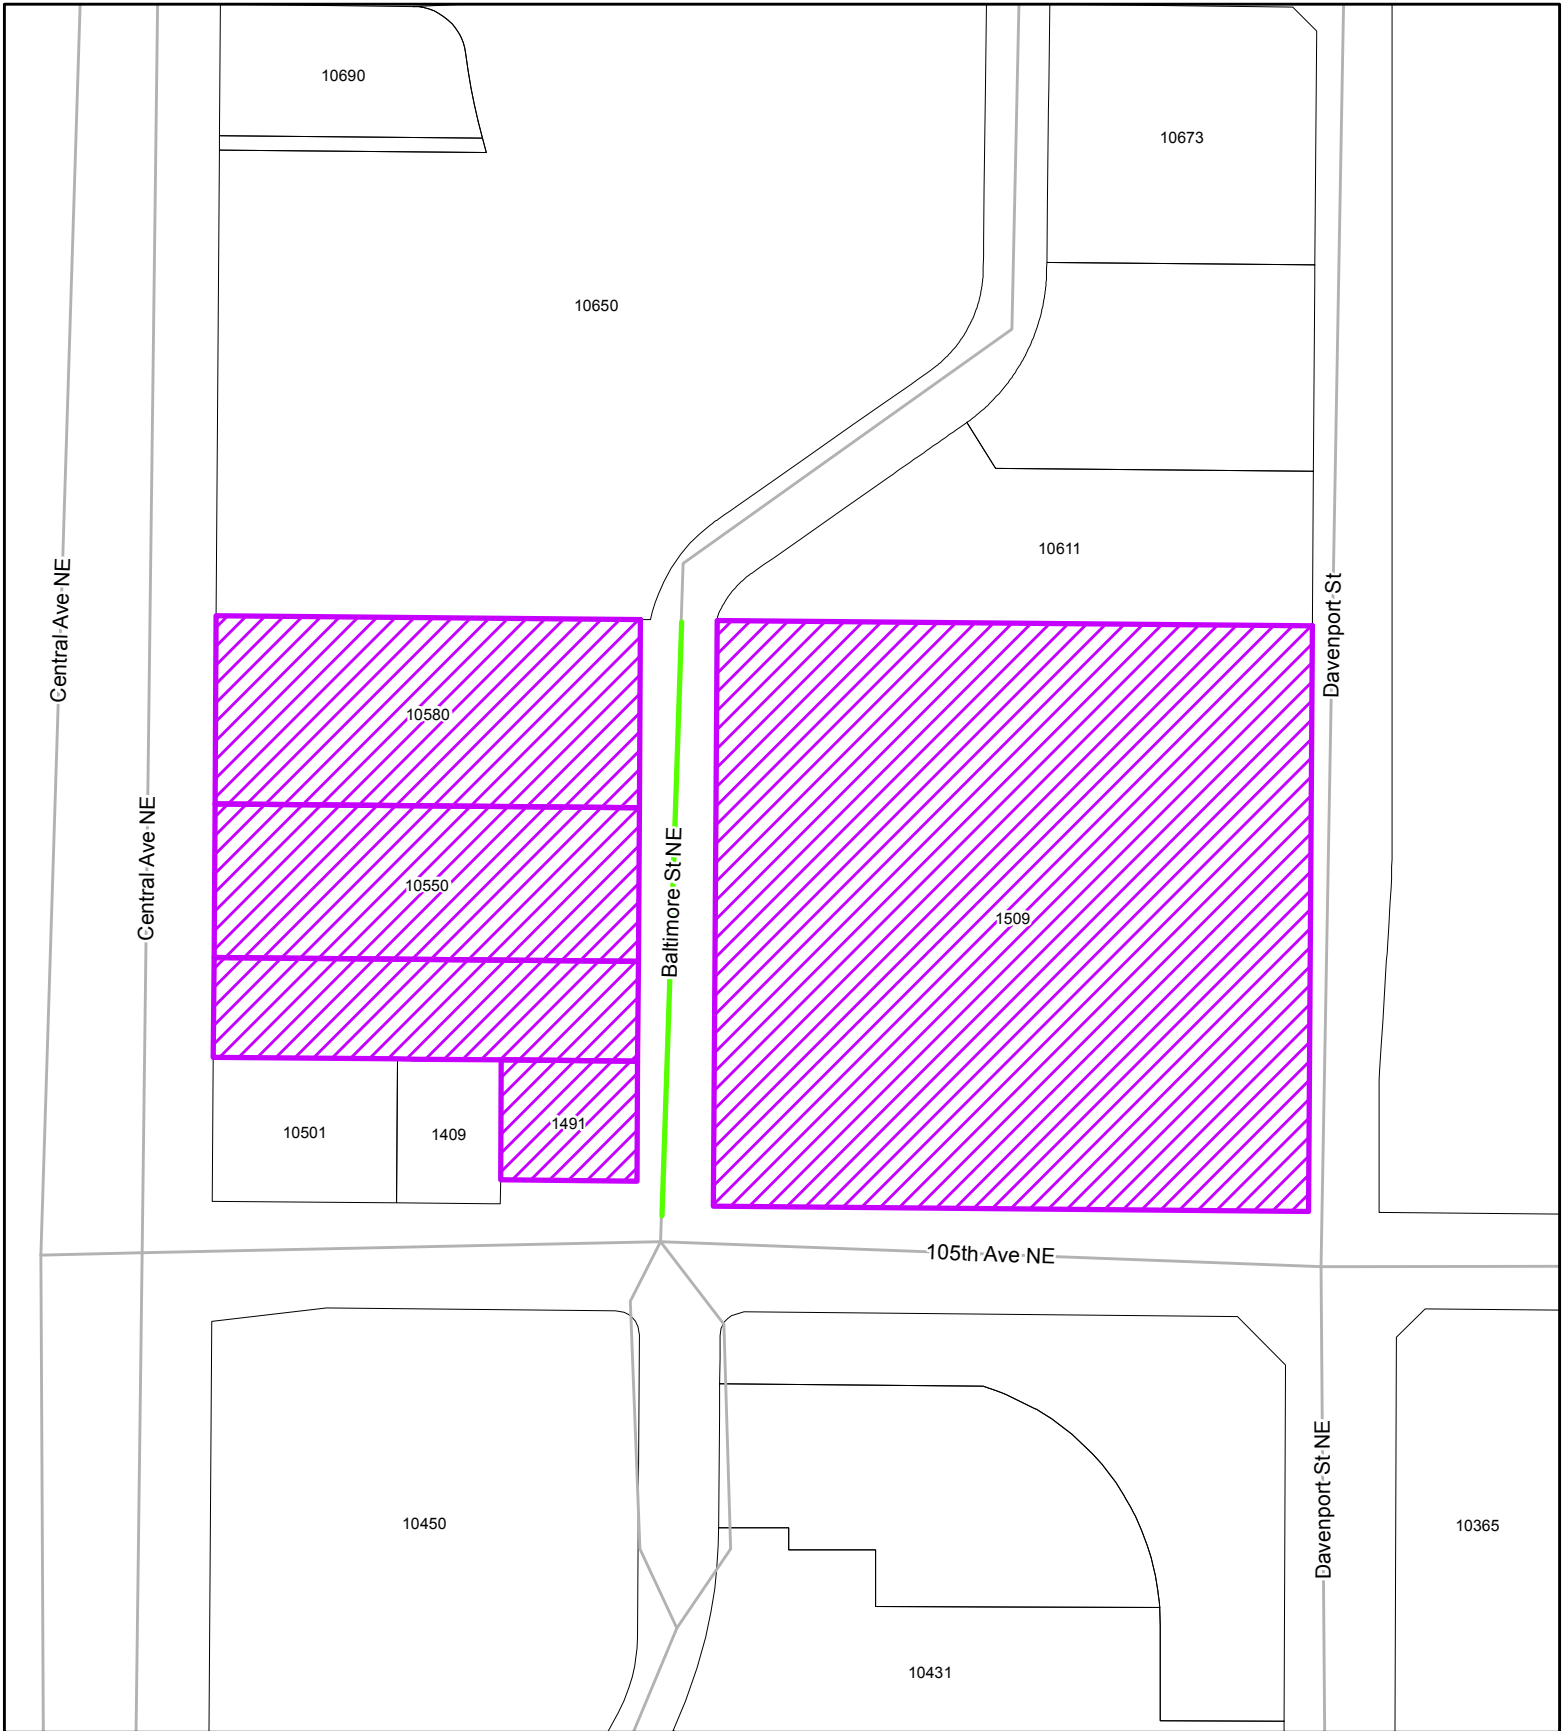 10690
10673
10650
10611
Central Ave NE
Davenport St
10580
Central Ave NE
10550
Baltimore St NE
1509
1491
10501
1409
105th Ave NE
10450
Davenport St NE
10365
10431